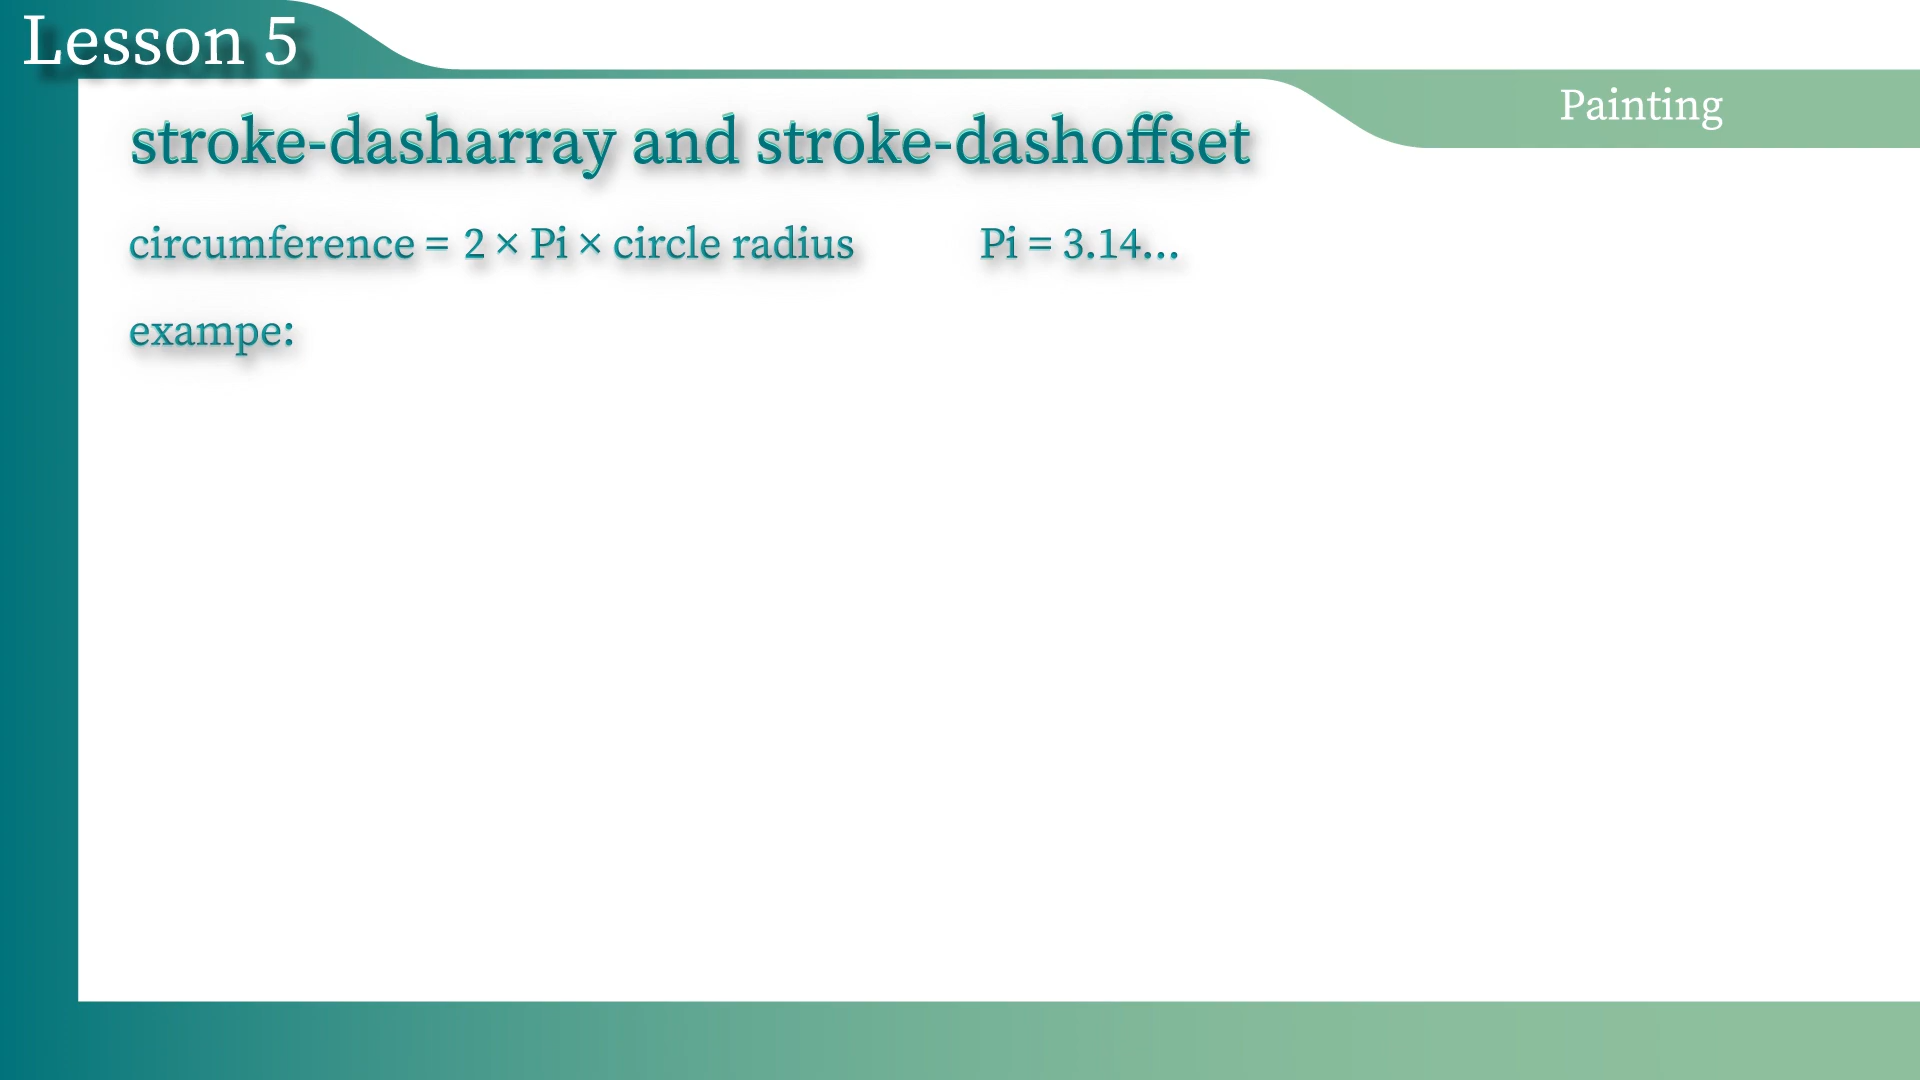 Lesson 5
Painting
stroke-dasharray and stroke-dashoffset
circumference = 2 × Pi × circle radius Pi = 3.14...
exampe: